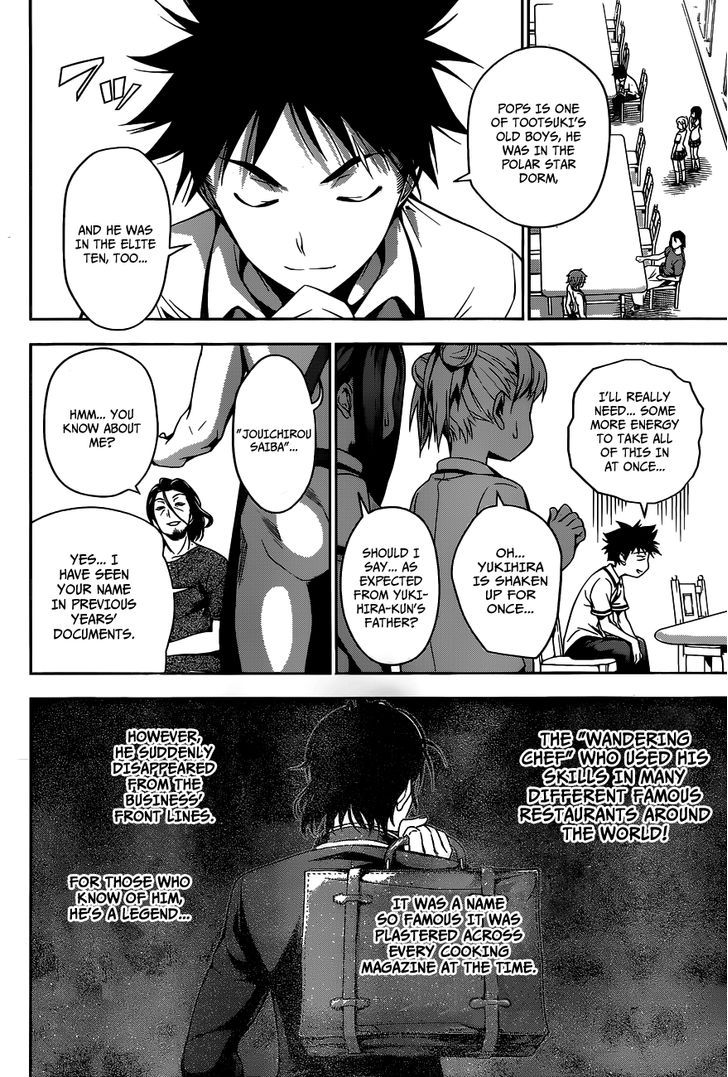 POPS IS ONE
OF TOOTSUKI'S
OLD BOYS, HE
WAS IN THE
POLAR STAR
DORM,
AND HE WAS
IN THE ELITE
TEN, TOO...
I'LL REALLY
NEED... SOME
MORE ENERGY
TO TAKE ALL
OF THIS IN
AT ONCE...
OH...
YUKIHIRA
IS SHAKEN
UP FOR
ONCE...
SHOULD I
SAY... AS
EXPECTED
FROM YUKI-
HIRA-KUN'S
FATHER?
"JOUICHIROU
SAIBA"...
HMM... YOU
KNOW ABOUT
ME?
YES... I
HAVE SEEN
YOUR NAME
IN PREVIOUS
YEARS'
DOCUMENTS.
THE "WANDERING
CHEF" WHO USED HIS
SKILLS IN MANY
DIFFERENT FAMOUS
RESTAURANTS AROUND
THE WORLD!
IT WAS A NAME
SO FAMOUS IT WAS
PLASTERED ACROSS
EVERY COOKING
MAGAZINE AT THE TIME.
HOWEVER,
HE SUDDENLY
DISAPPEARED
FROM THE
BUSINESS'
FRONT LINES.
FOR THOSE WHO
KNOW OF HIM,
HE'S A LEGEND...